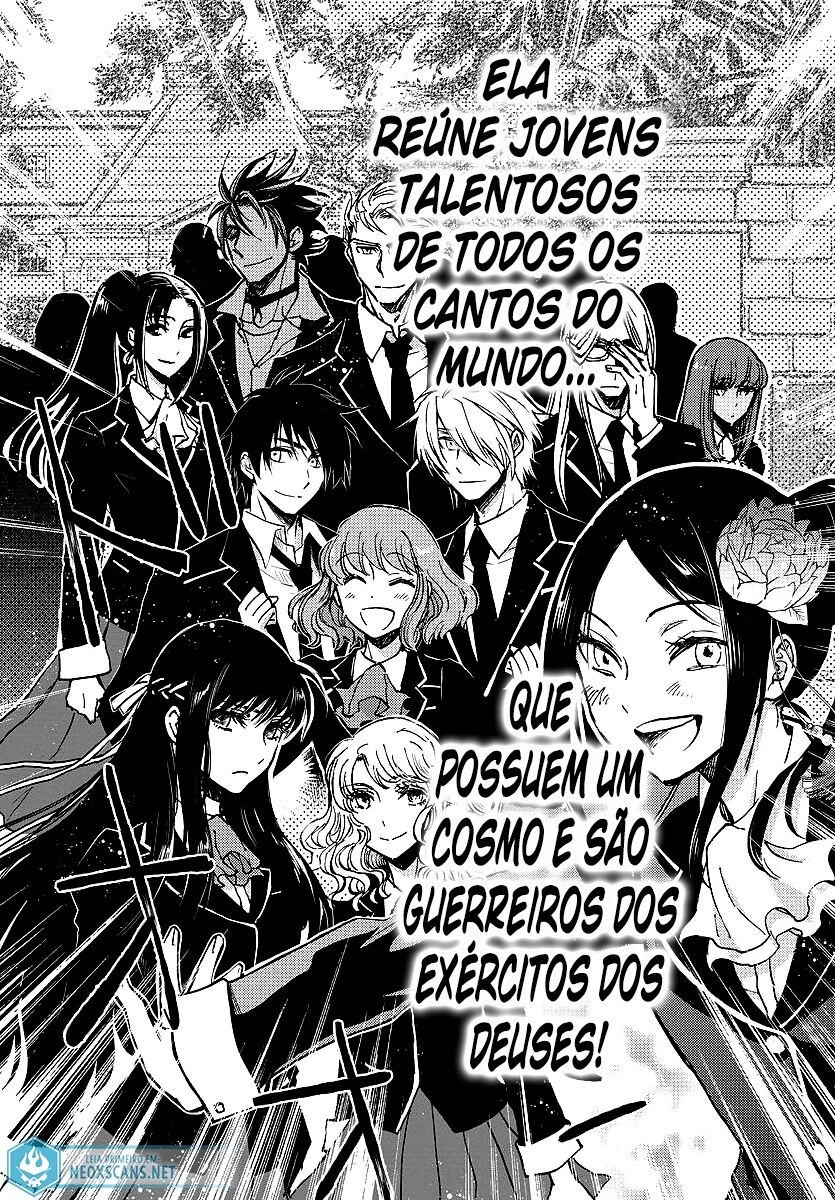 ELA
REÚNE JOVENS
TALENTOSOS
DE TODOS OS
CANTOS DO
MUNDO...
QUE
POSSUEM UM
COSMO E SÃO
GUERREIROS DOS
EXÉRCITOS DOS
DEUSES!
LEIA PRIMEIRO EM:
NEOXSCANS.NET